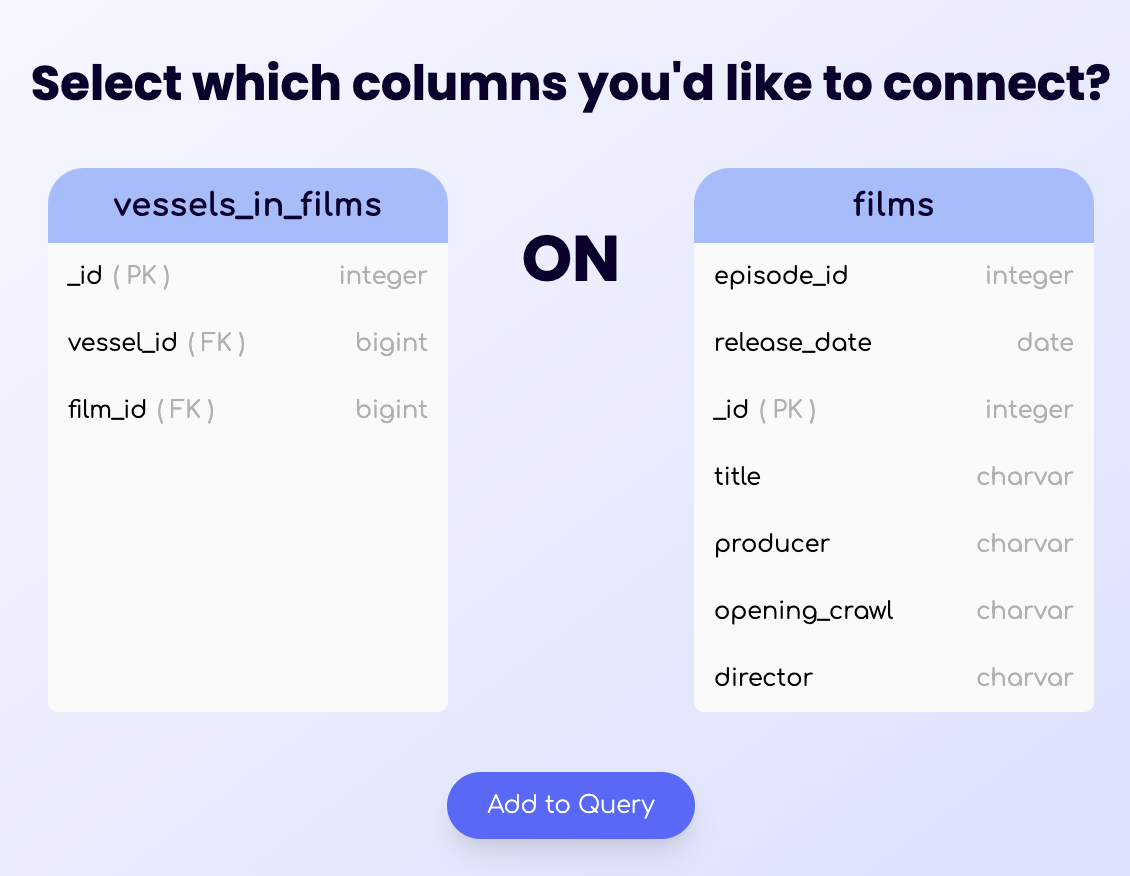 Select which columns you'd like to connect?
vessels_in_films
_id ( PK ) integer
vessel_id ( FK ) bigint
film_id ( FK ) bigint
ON
films
episode_id integer
release_date date
_id ( PK ) integer
title charvar
producer charvar
opening_crawl charvar
director charvar
Add to Query